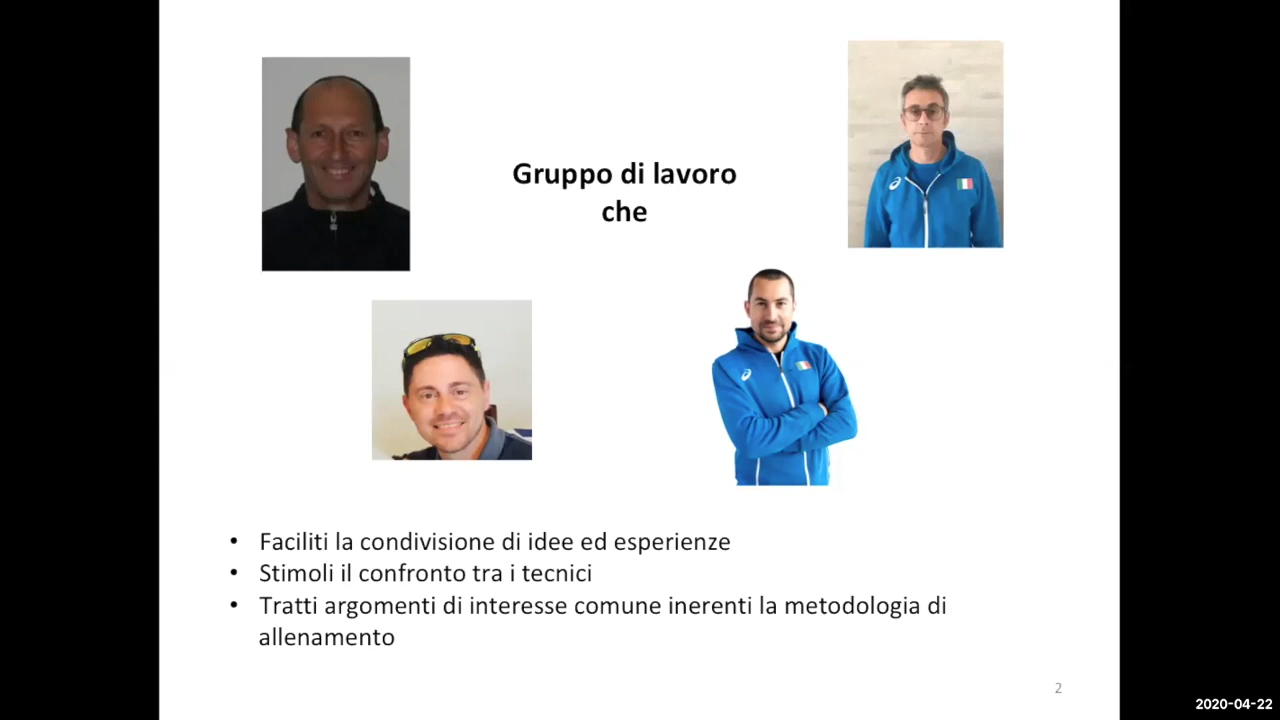 Gruppo di lavoro
che
• Faciliti la condivisione di idee ed esperienze
• Stimoli il confronto tra i tecnici
• Tratti argomenti di interesse comune inerenti la metodologia di
allenamento
2
2020-04-22